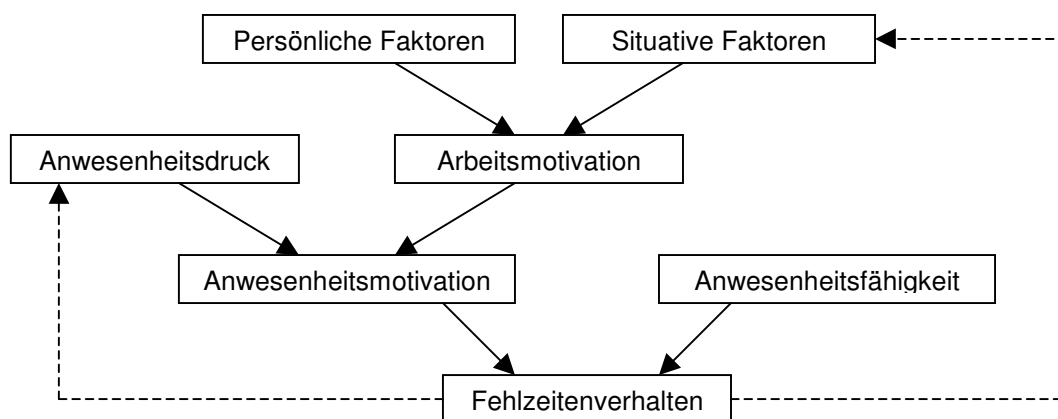 Persönliche Faktoren
Situative Faktoren
Anwesenheitsdruck
Arbeitsmotivation
Anwesenheitsmotivation
Anwesenheitsfähigkeit
Fehlzeitenverhalten